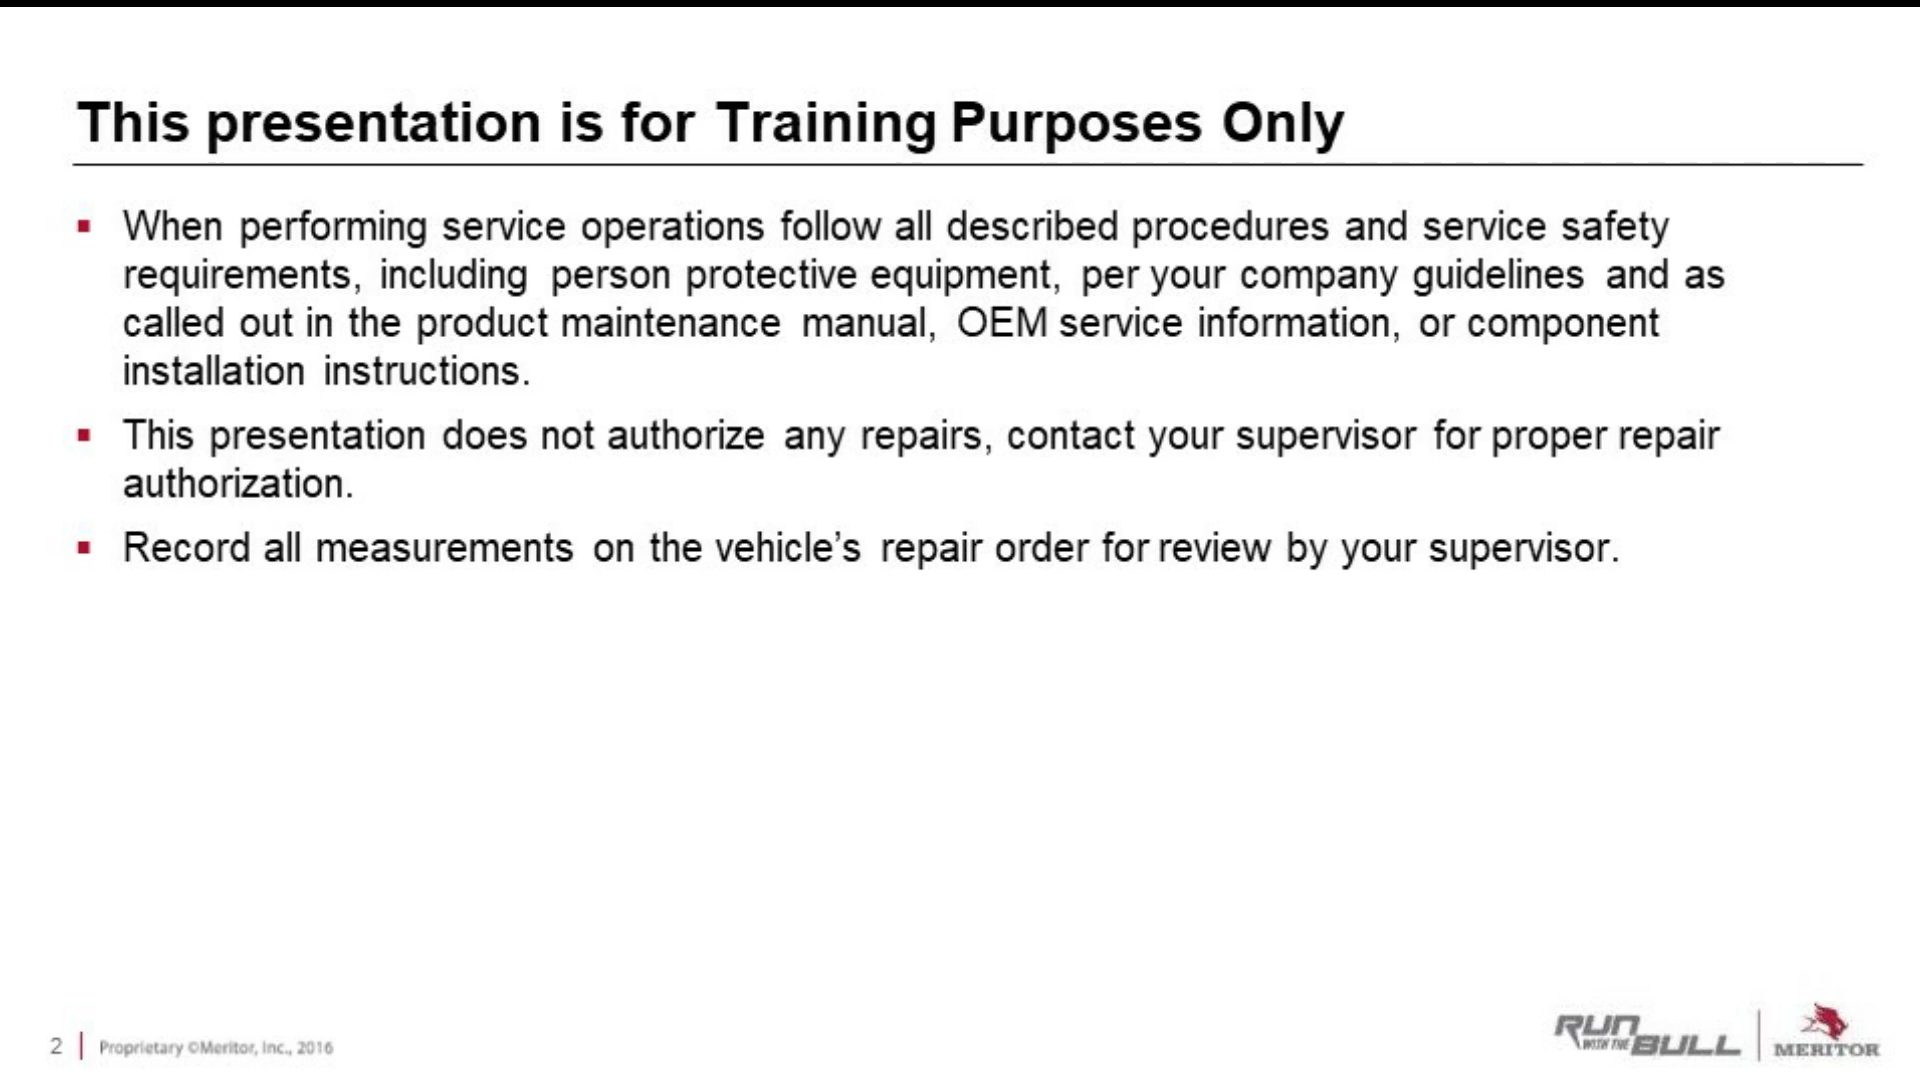 This presentation is for Training Purposes Only
▪ When performing service operations follow all described procedures and service safety
requirements, including person protective equipment, per your company guidelines and as
called out in the product maintenance manual, OEM service information, or component
installation instructions.
▪ This presentation does not authorize any repairs, contact your supervisor for proper repair
authorization.
▪ Record all measurements on the vehicle’s repair order for review by your supervisor.
2 | Proprietary ©Meritor, Inc., 2016
RUN WITH THE BULL
MERITOR